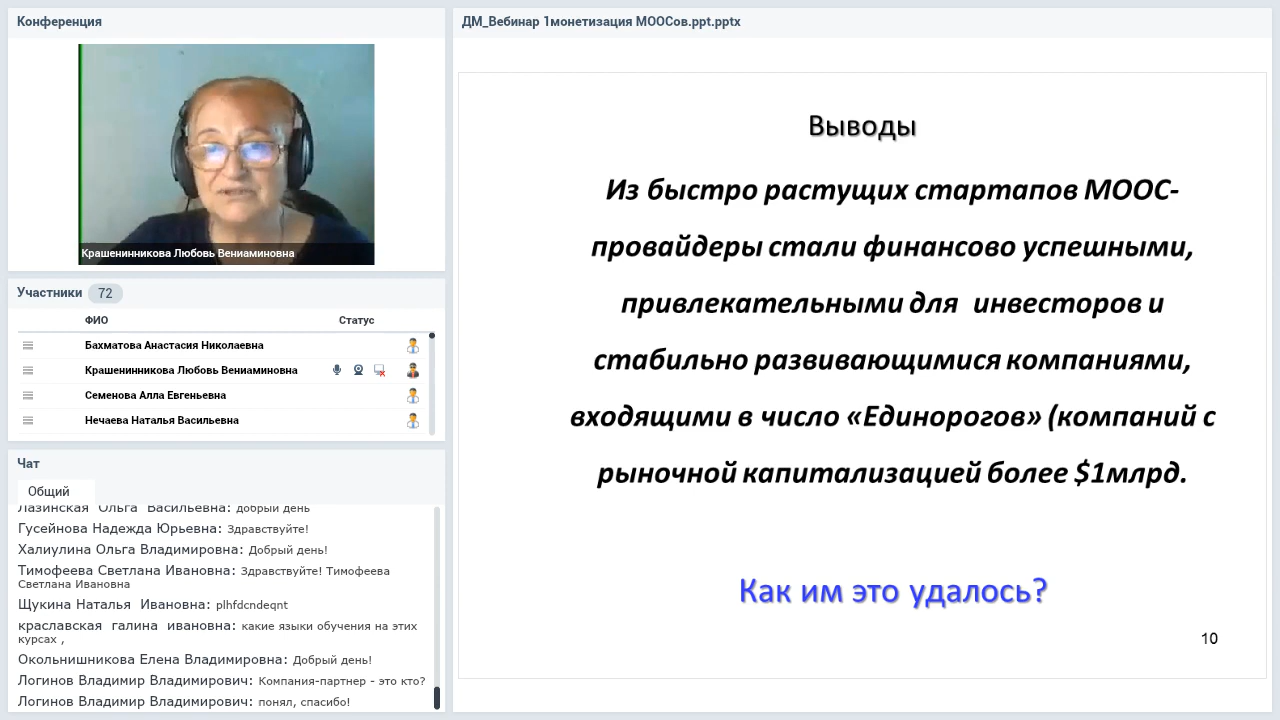 Конференция
Крашенинникова Любовь Вениаминовна
Участники 72
ФИО Статус
Бахматова Анастасия Николаевна
Крашенинникова Любовь Вениаминовна
Семенова Алла Евгеньевна
Нечаева Наталья Васильевна
Чат
Общий
Лазинская Ольга Васильевна: добрый день
Гусейнова Надежда Юрьевна: Здравствуйте!
Халиулина Ольга Владимировна: Добрый день!
Тимофеева Светлана Ивановна: Здравствуйте! Тимофеева
Светлана Ивановна
Щукина Наталья Ивановна: plhfdcndeqnt
краславская галина ивановна: какие языки обучения на этих
курсах ,
Окольнишникова Елена Владимировна: Добрый день!
Логинов Владимир Владимирович: Компания-партнер - это кто?
Логинов Владимир Владимирович: понял, спасибо!
ДМ_Вебинар 1монетизация МООСов.ppt.pptx
Выводы
Из быстро растущих стартапов МООС-
провайдеры стали финансово успешными,
привлекательными для инвесторов и
стабильно развивающимися компаниями,
входящими в число «Единорогов» (компаний с
рыночной капитализацией более $1млрд.
Как им это удалось?
10